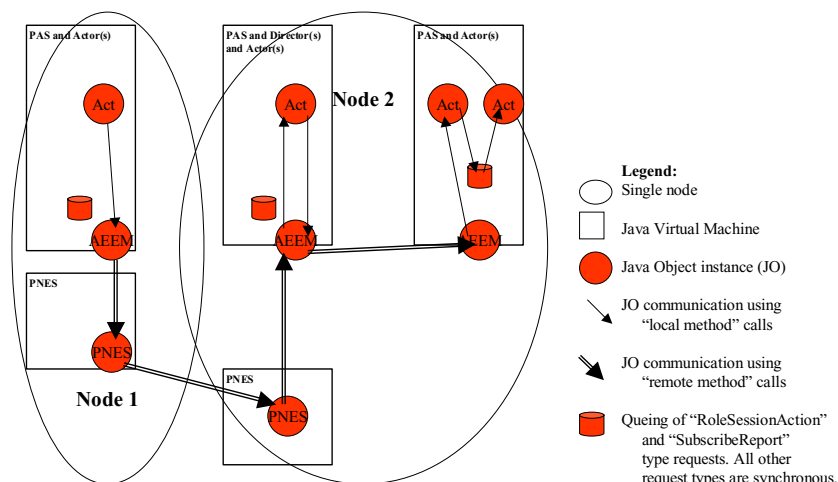 PAS and Actor(s)
PAS and Director(s)
and Actor(s)
PAS and Actor(s)
Act
Act
Node 2
Act
Act
AEEM
AEEM
EEM
PNES
PNES
Node 1
PNES
PNES
Legend:
Single node
Java Virtual Machine
Java Object instance (JO)
JO communication using
“local method” calls
JO communication using
“remote method” calls
Queing of “RoleSessionAction”
and “SubscribeReport”
type requests. All other
request types are synchronous.